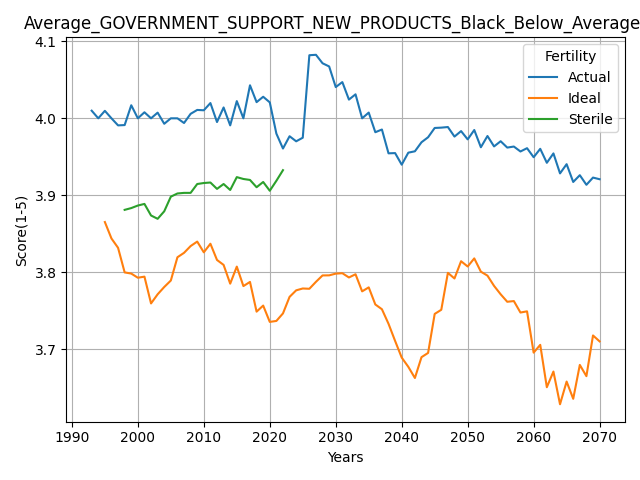 Average_GOVERNMENT_SUPPORT_NEW_PRODUCTS_Black_Below_Average
4.1
4.0
3.9
3.8
3.7
Score(1-5)
Fertility
Actual
Ideal
Sterile
1990 2000 2010 2020 2030 2040 2050 2060 2070
Years